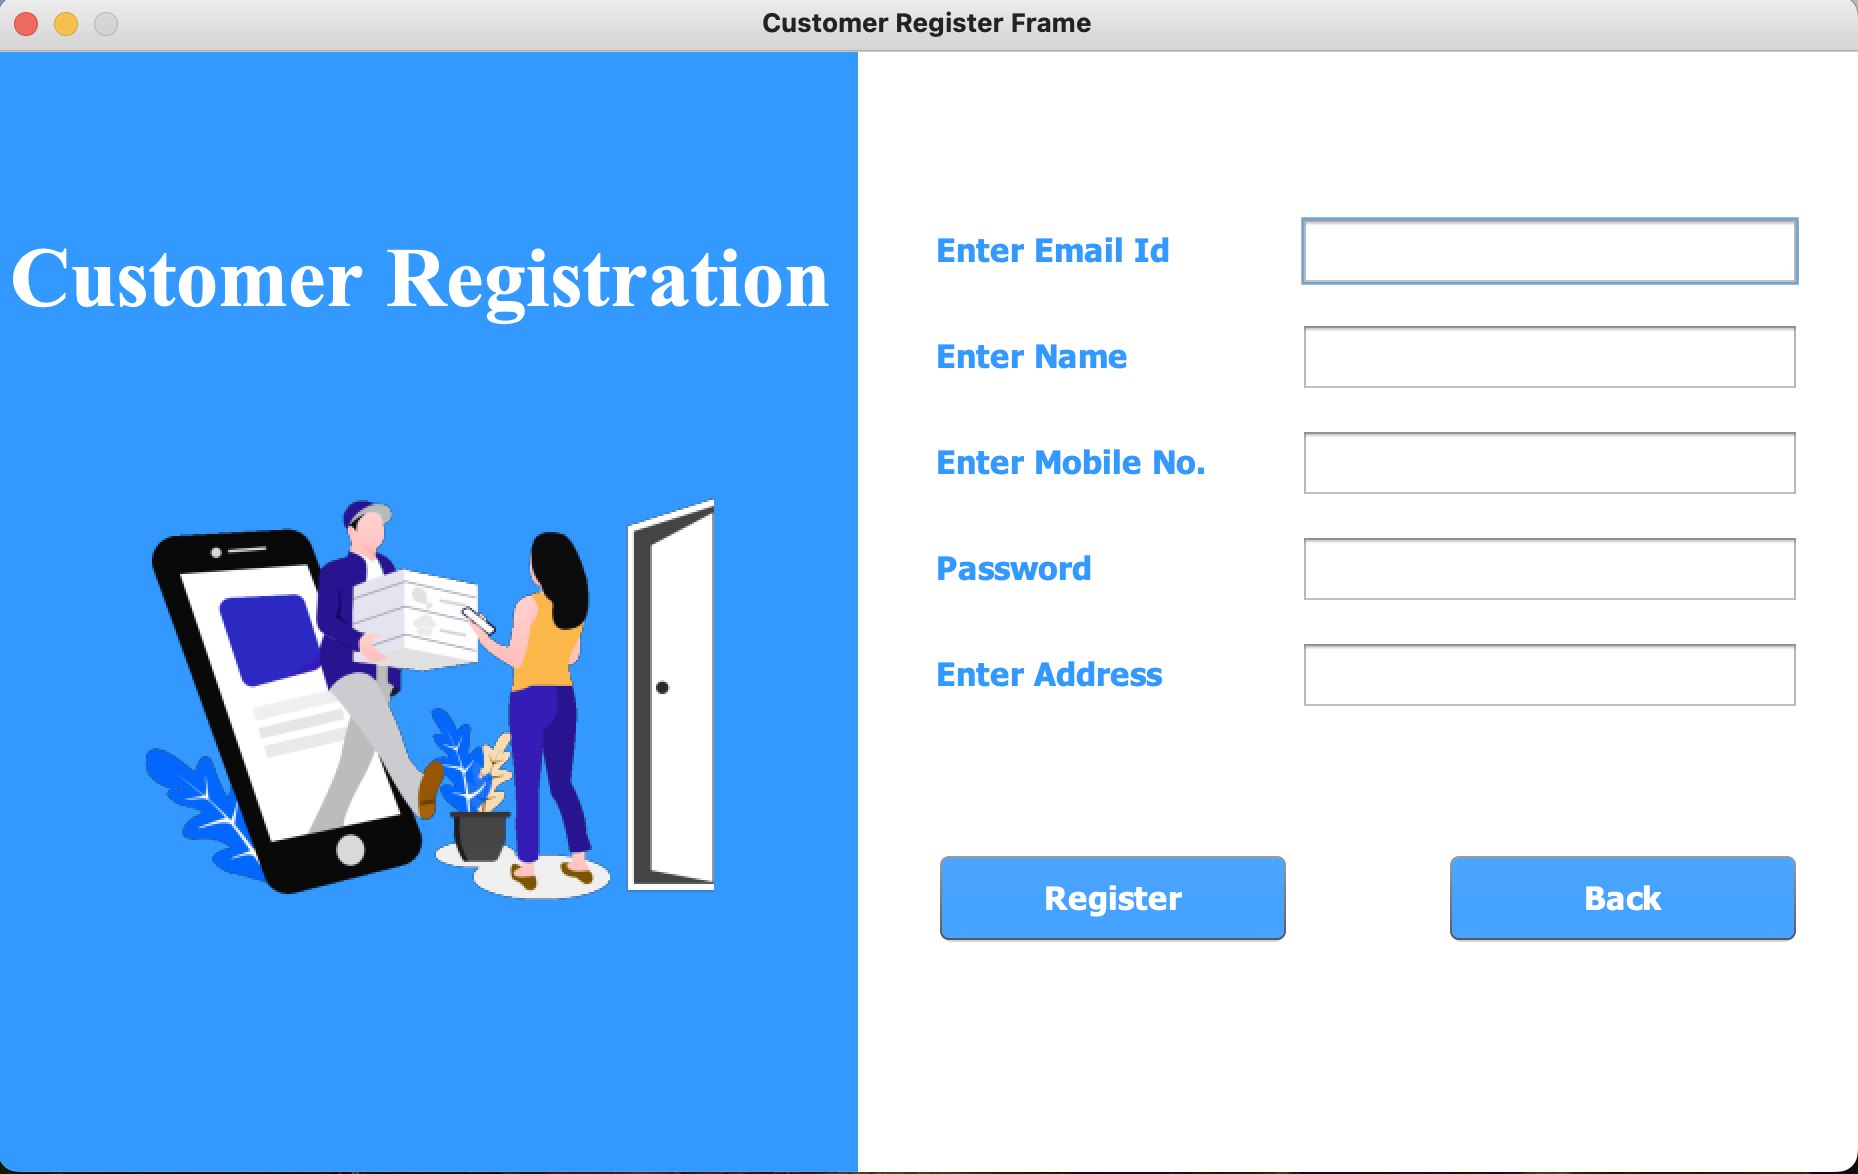 Customer Register Frame
Customer Registration
Enter Email Id
Enter Name
Enter Mobile No.
Password
Enter Address
Register
Back